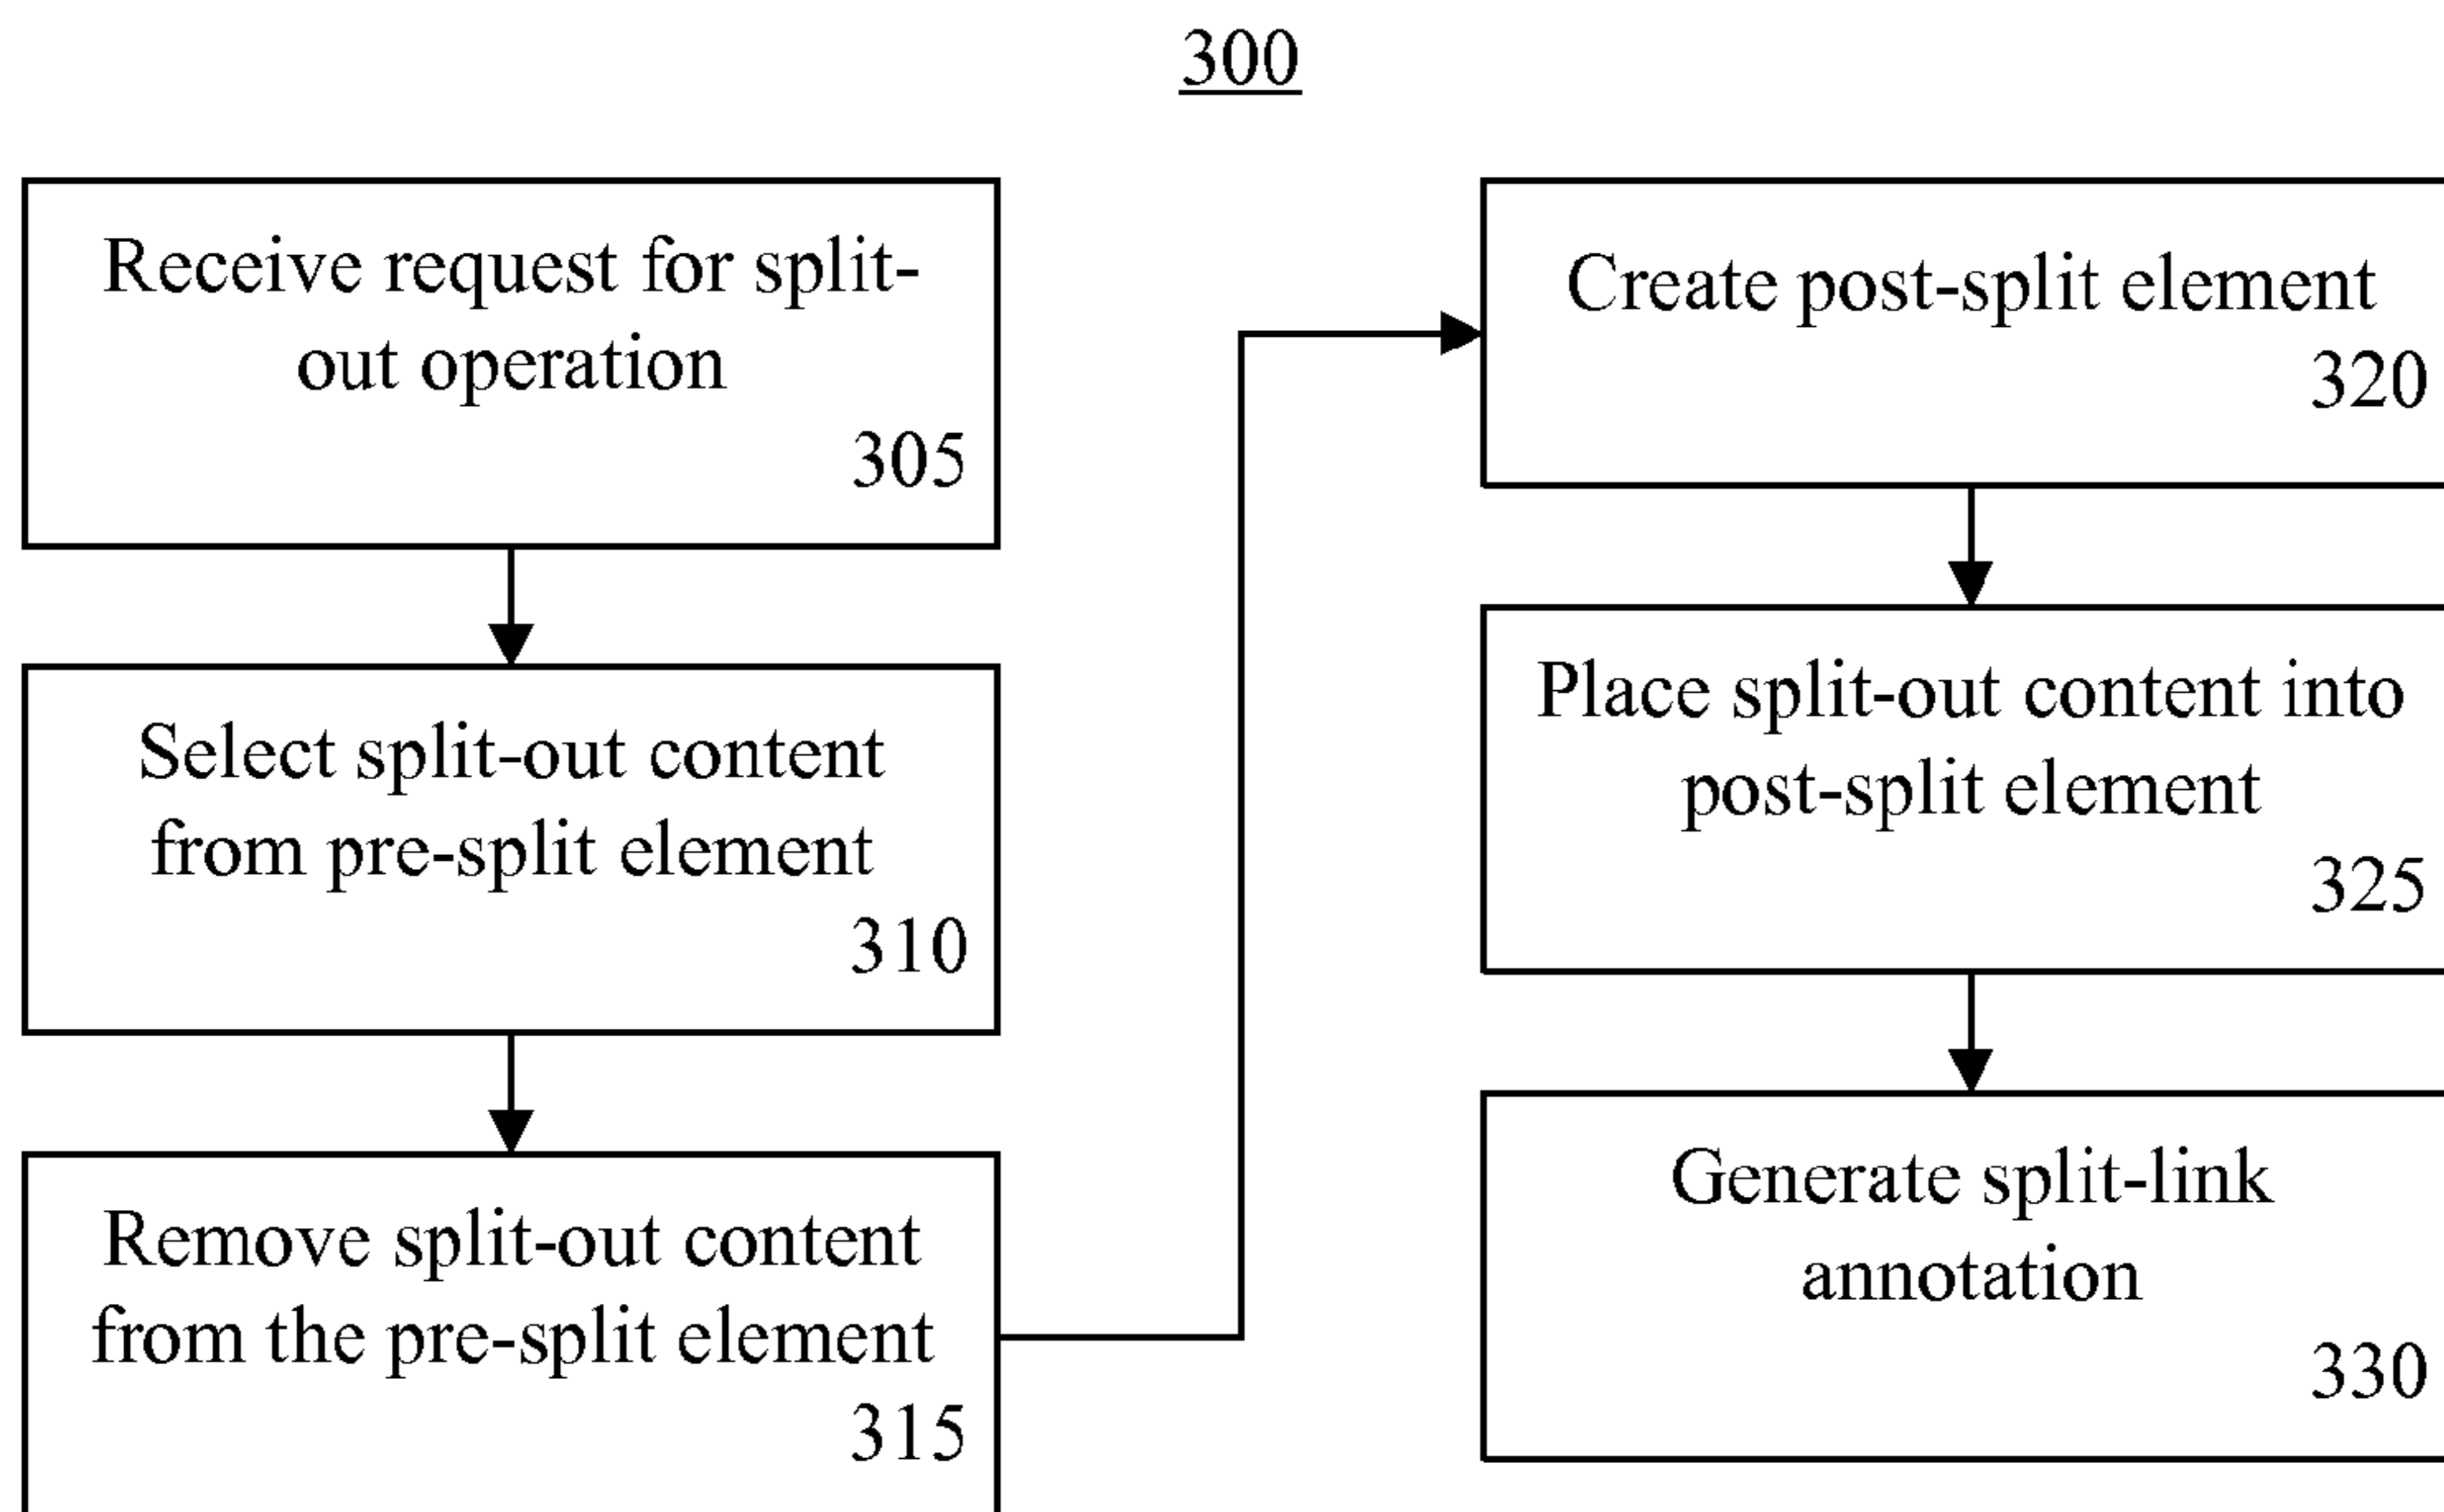 300
Receive request for split-
out operation
305
Select split-out content
from pre-split element
310
Remove split-out content
from the pre-split element
315
Create post-split element
320
Place split-out content into
post-split element
325
Generate split-link
annotation
330